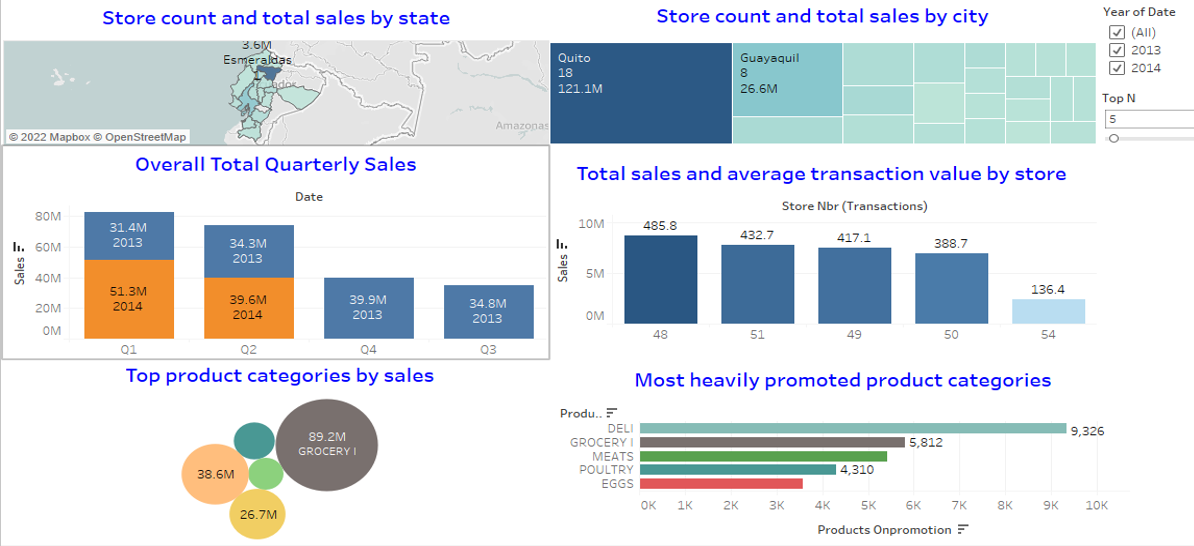 Store count and total sales by state
3.6M
Esmeraldas
Amazonas
© 2022 Mapbox © OpenStreetMap
Store count and total sales by city
Quito
18
121.1M
Guayaquil
8
26.6M
Year of Date
(All)
2013
2014
Top N
5
Overall Total Quarterly Sales
Date
Sales
80M
60M
40M
20M
0M
31.4M
2013
51.3M
2014
34.3M
2013
39.6M
2014
39.9M
2013
34.8M
2013
Q1 Q2 Q4 Q3
Total sales and average transaction value by store
Store Nbr (Transactions)
Sales
10M
5M
0M
485.8 432.7 417.1 388.7 136.4
48 51 49 50 54
Top product categories by sales
89.2M
GROCERY I
38.6M
26.7M
Most heavily promoted product categories
Produ..
DELI 9,326
GROCERY I 5,812
MEATS
POULTRY 4,310
EGGS
0K 1K 2K 3K 4K 5K 6K 7K 8K 9K 10K
Products Onpromotion